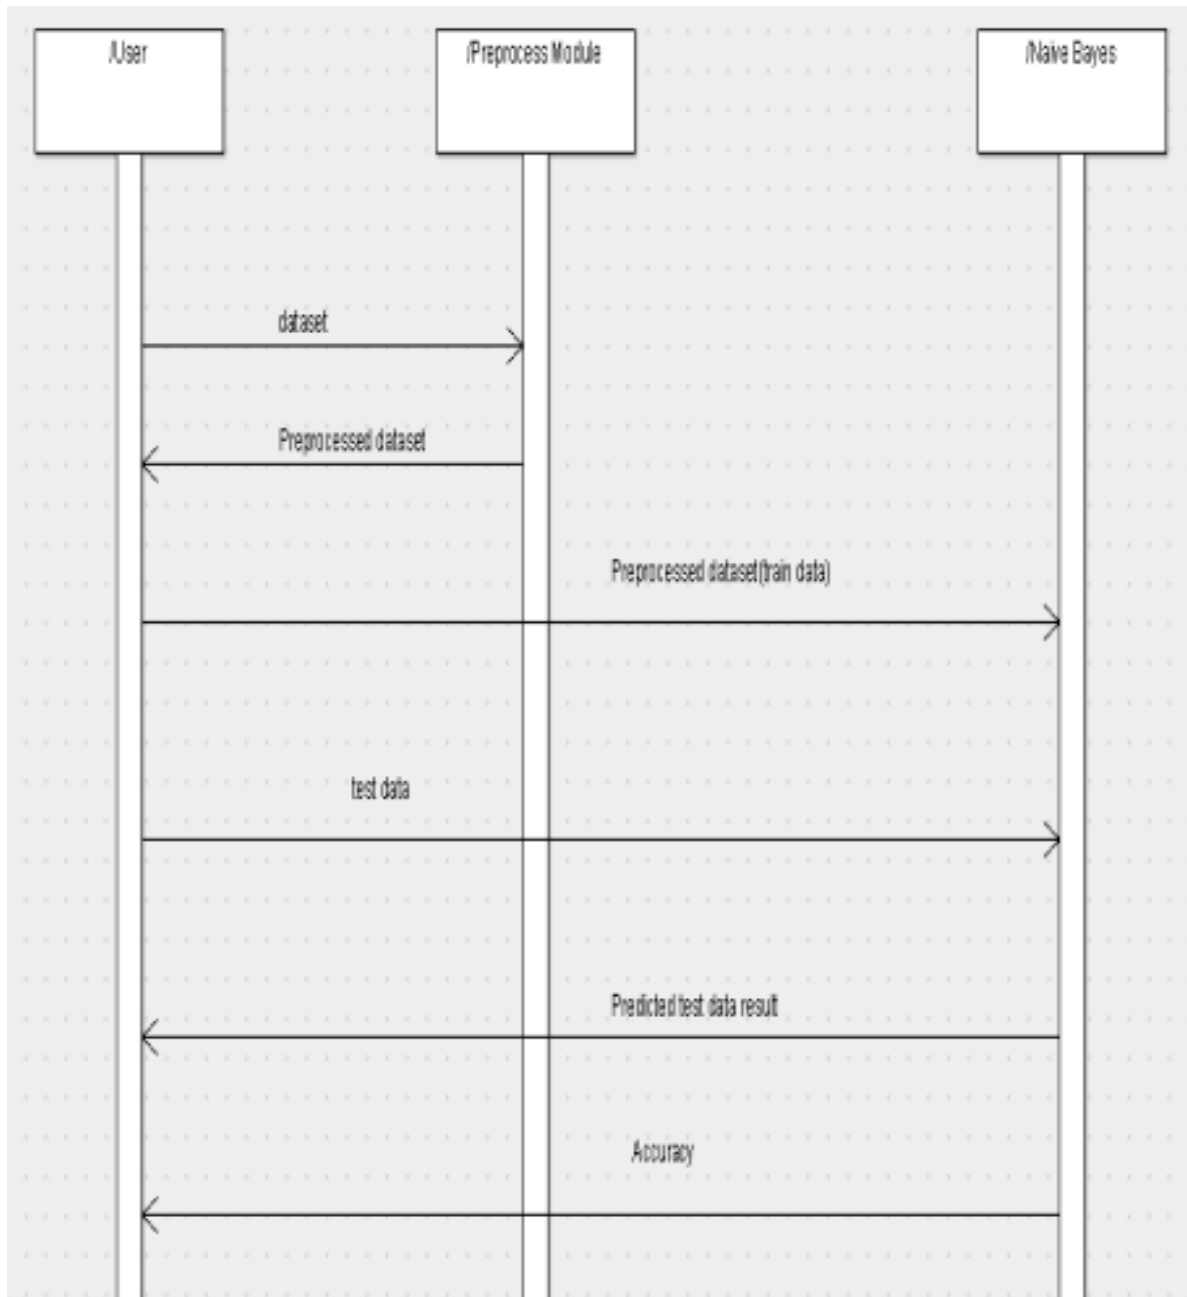 /User
/Preprocess Module
/Naive Bayes
dataset
Preprocessed dataset
Preprocessed dataset(train data)
test data
Predicted test data result
Accuracy